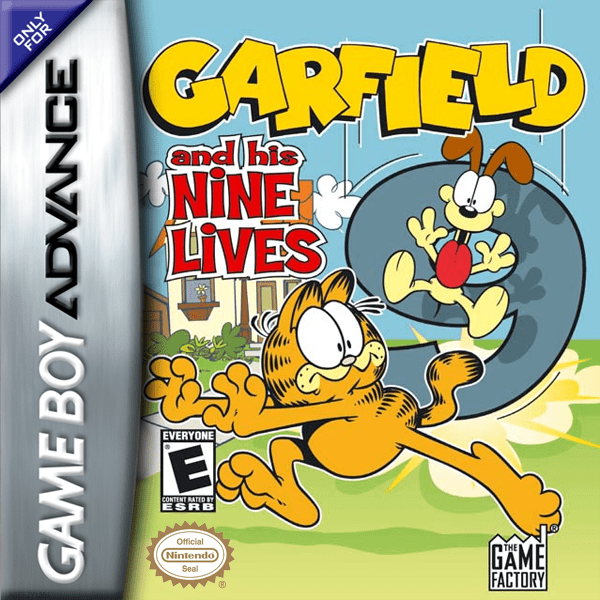 ONLY
FOR
GAME BOY ADVANCE
GARFIELD
and his
NiNE
LiVES
9
EVERYONE
E
®
CONTENT RATED BY
ESRB
Official
Nintendo
Seal
®
THE
GAME
FACTORY
®